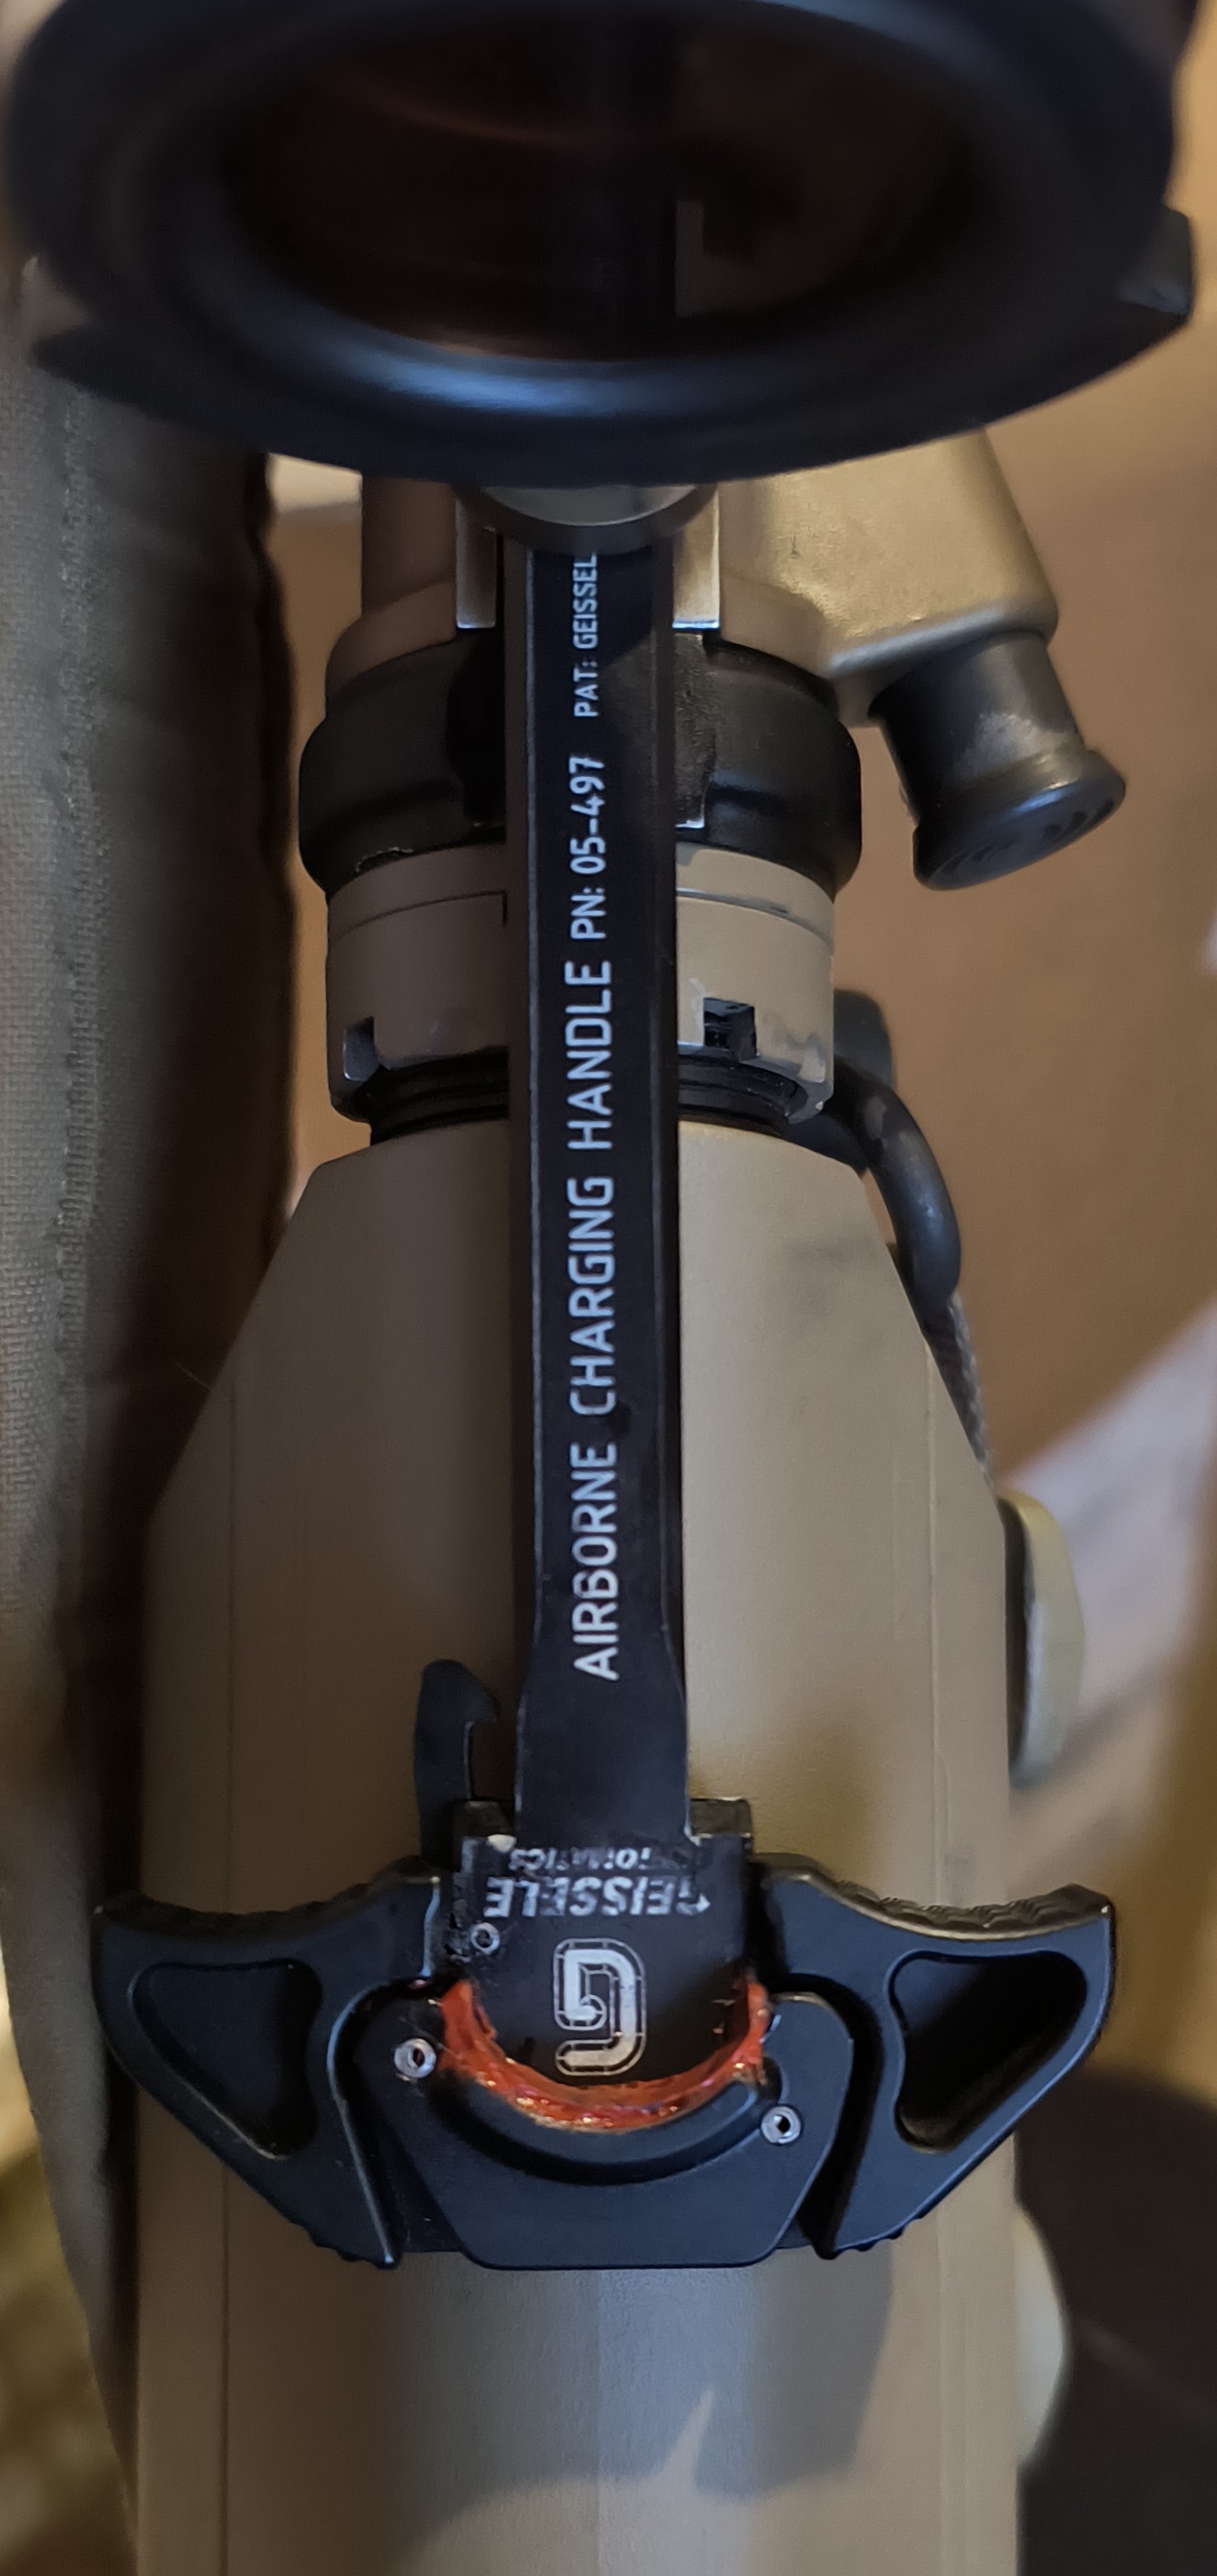 AIRBORNE CHARGING HANDLE PN: 05-497 PAT: GEISSEL
GEISSELE